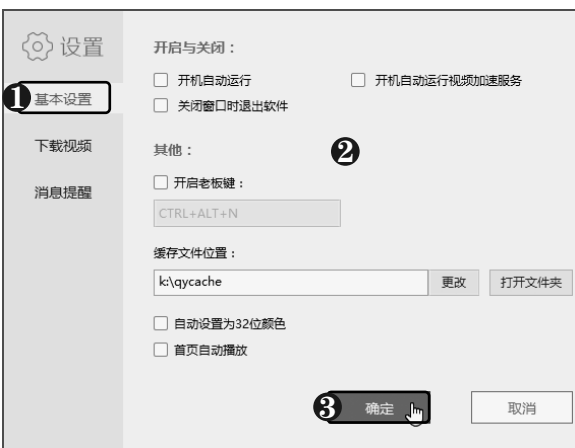 设置
开启与关闭：
开机自动运行
开机自动运行视频加速服务
1 基本设置
关闭窗口时退出软件
下载视频
其他：
2
消息提醒
开启老板键：
CTRL+ALT+N
缓存文件位置：
k:\qycache
更改
打开文件夹
自动设置为32位颜色
首页自动播放
3 确定
取消